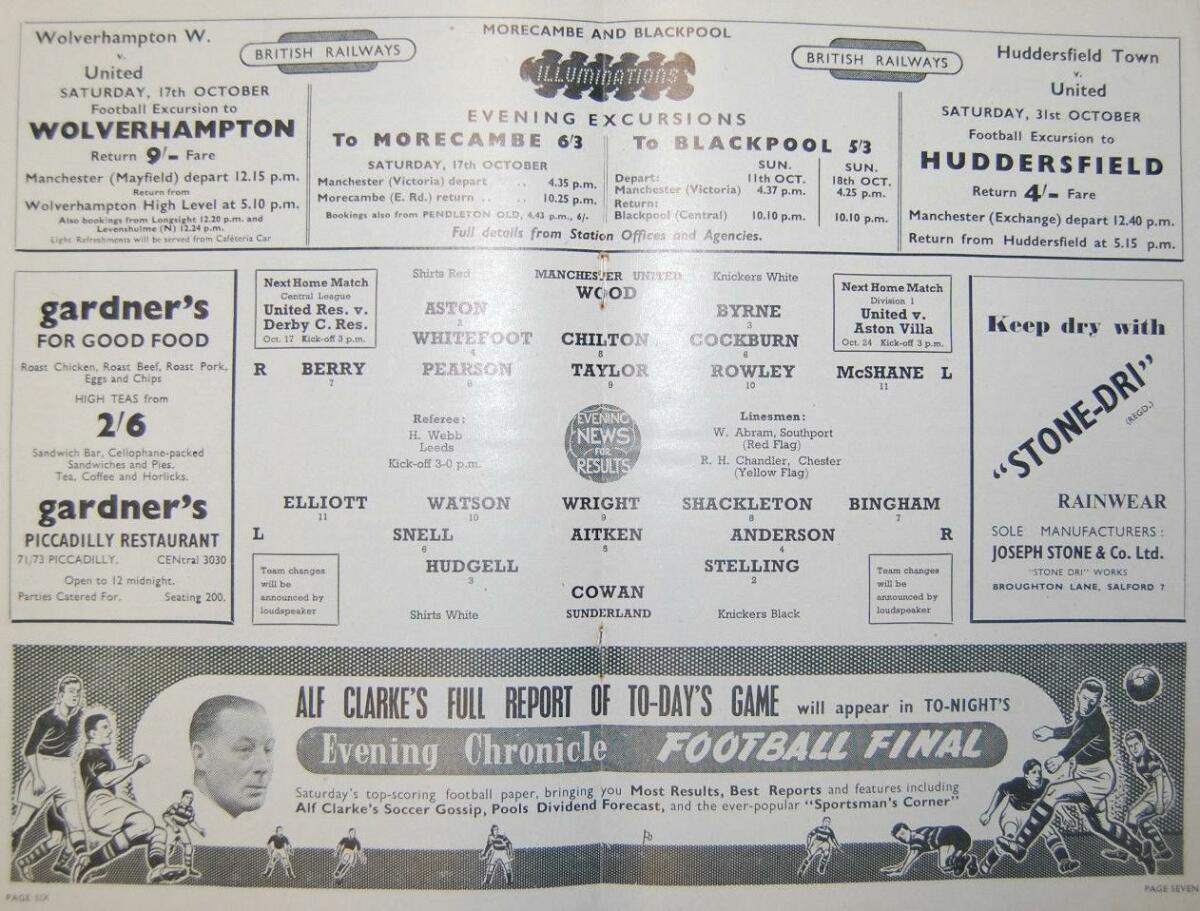 Wolverhampton W.
v.
United
SATURDAY, 17th OCTOBER
Football Excursion to
WOLVERHAMPTON
Return 9/- Fare
Manchester (Mayfield) depart 12.15 p.m.
Return from
Wolverhampton High Level at 5.10 p.m.
Also bookings from Longsight 12.20 p.m. and
Levenshulme (N) 12.24 p.m.
Light Refreshments will be served from Cafeteria Car
BRITISH RAILWAYS
MORECAMBE AND BLACKPOOL
ILLUMINATIONS
BRITISH RAILWAYS
EVENING EXCURSIONS
To MORECAMBE 6/3
SATURDAY, 17th OCTOBER
Manchester (Victoria) depart .. 4.35 p.m.
Morecambe (E. Rd.) return .. .. 10.25 p.m.
Bookings also from PENDLETON OLD, 4.43 p.m., 6/-
To BLACKPOOL 5/3
SUN. SUN.
Depart: 11th OCT. 18th OCT.
Manchester (Victoria) 4.37 p.m. 4.25 p.m.
Return:
Blackpool (Central) 10.10 p.m. 10.10 p.m.
Full details from Station Offices and Agencies.
Huddersfield Town
v.
United
SATURDAY, 31st OCTOBER
Football Excursion to
HUDDERSFIELD
Return 4/- Fare
Manchester (Exchange) depart 12.40 p.m.
Return from Huddersfield at 5.15 p.m.
gardner's
FOR GOOD FOOD
Roast Chicken, Roast Beef, Roast Pork,
Eggs and Chips
HIGH TEAS from
2/6
Sandwich Bar, Cellophane-packed
Sandwiches and Pies.
Tea, Coffee and Horlicks.
gardner's
PICCADILLY RESTAURANT
71/73 PICCADILLY. CENtral 3030
Open to 12 midnight.
Parties Catered For. Seating 200.
Next Home Match
Central League
United Res. v.
Derby C. Res.
Oct. 17 Kick-off 3 p.m.
Shirts Red MANCHESTER UNITED Knickers White
WOOD
ASTON BYRNE
2 3
WHITEFOOT CHILTON COCKBURN
4 5 6
R BERRY PEARSON TAYLOR ROWLEY McSHANE L
7 8 9 10 11
Next Home Match
Division 1
United v.
Aston Villa
Oct. 24 Kick-off 3 p.m.
Referee:
H. Webb
Leeds
Kick-off 3-0 p.m.
EVENING
NEWS
FOR
RESULTS
Linesmen:
W. Abram, Southport
(Red Flag)
R. H. Chandler, Chester
(Yellow Flag)
ELLIOTT WATSON WRIGHT SHACKLETON BINGHAM
11 10 9 8 7
L SNELL AITKEN ANDERSON R
6 5 4
HUDGELL STELLING
3 2
COWAN
Shirts White SUNDERLAND Knickers Black
Team changes
will be
announced by
loudspeaker
Team changes
will be
announced by
loudspeaker
Keep dry with
"STONE-DRI"
(REGD.)
RAINWEAR
SOLE MANUFACTURERS:
JOSEPH STONE & Co. Ltd.
"STONE DRI" WORKS
BROUGHTON LANE, SALFORD 7
ALF CLARKE'S FULL REPORT OF TO-DAY'S GAME will appear in TO-NIGHT'S
Evening Chronicle FOOTBALL FINAL
Saturday's top-scoring football paper, bringing you Most Results, Best Reports and features including
Alf Clarke's Soccer Gossip, Pools Dividend Forecast, and the ever-popular "Sportsman's Corner"
PAGE SIX
PAGE SEVEN